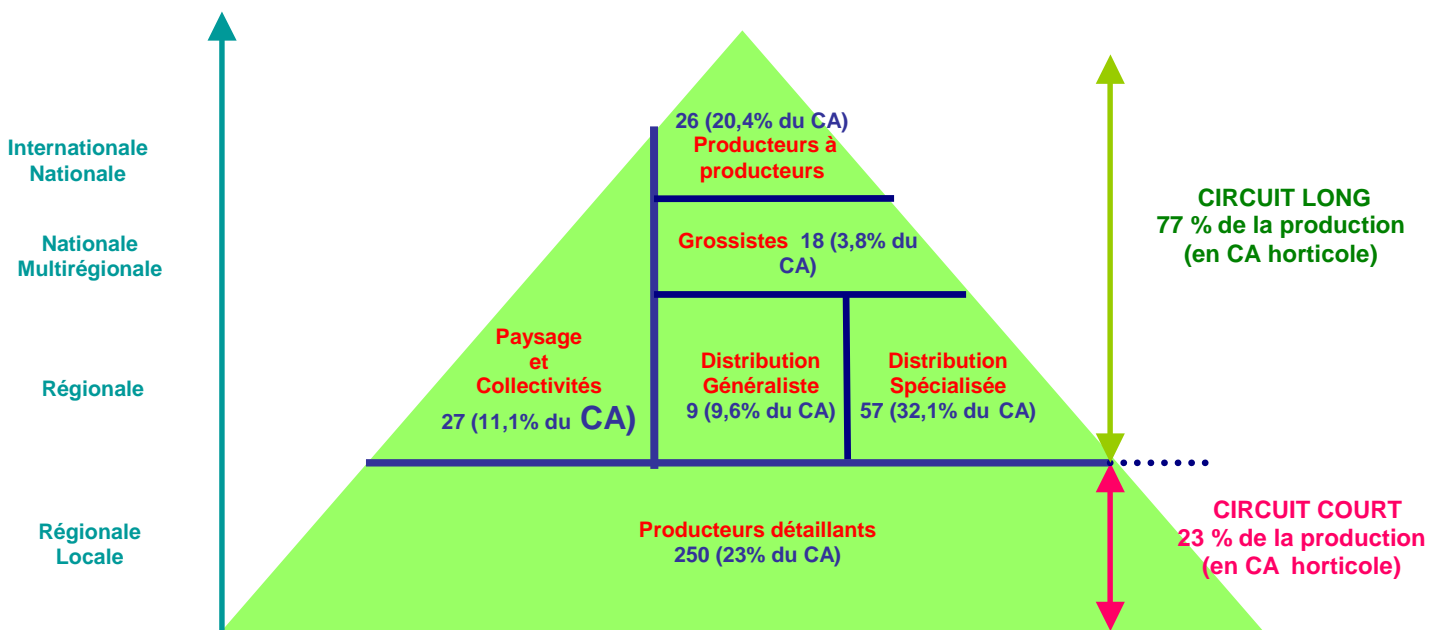 Internationale
Nationale
Nationale
Multirégionale
Régionale
Régionale
Locale
26 (20,4% du CA)
Producteurs à
producteurs
Grossistes 18 (3,8% du
CA)
Paysage
et
Collectivités
27 (11,1% du CA)
Distribution
Généraliste
9 (9,6% du CA)
Distribution
Spécialisée
57 (32,1% du CA)
Producteurs détaillants
250 (23% du CA)
CIRCUIT LONG
77 % de la production
(en CA horticole)
CIRCUIT COURT
23 % de la production
(en CA horticole)